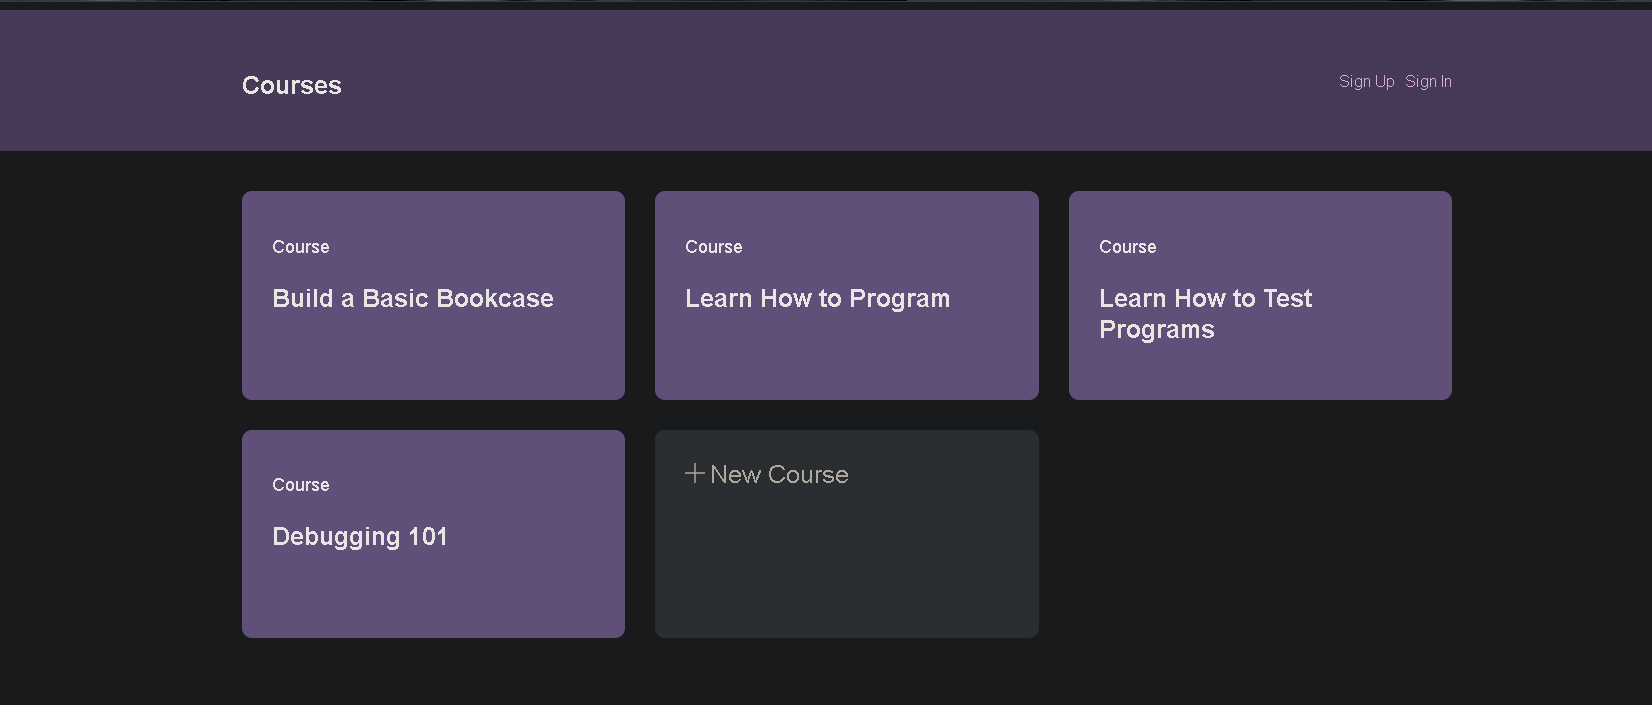 Courses
Sign Up Sign In
Course
Build a Basic Bookcase
Course
Learn How to Program
Course
Learn How to Test
Programs
Course
Debugging 101
New Course